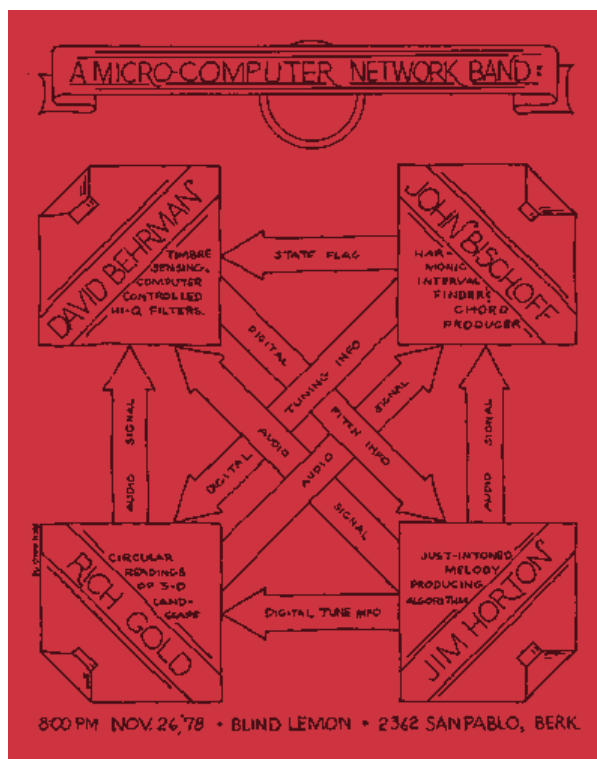 A MICRO-COMPUTER NETWORK BAND:
DAVID BEHRMAN
TIMBRE
SENSING,
COMPUTER
CONTROLLED
HI-Q FILTERS.
STATE FLAG
JOHN BISCHOFF
HAR-
MONIC
INTERVAL
FINDER;
CHORD
PRODUCER
DIGITAL PITCH INFO
DIGITAL TUNING INFO
AUDIO SIGNAL
AUDIO SIGNAL
AUDIO SIGNAL
AUDIO SIGNAL
RICH GOLD
CIRCULAR
READINGS
OF 3-D
LAND-
SCAPE
DIGITAL TUNE INFO
JIM HORTON
JUST-INTONED
MELODY
PRODUCING
ALGORITHM
8:00 PM NOV. 26, '78 • BLIND LEMON • 2362 SAN PABLO, BERK.